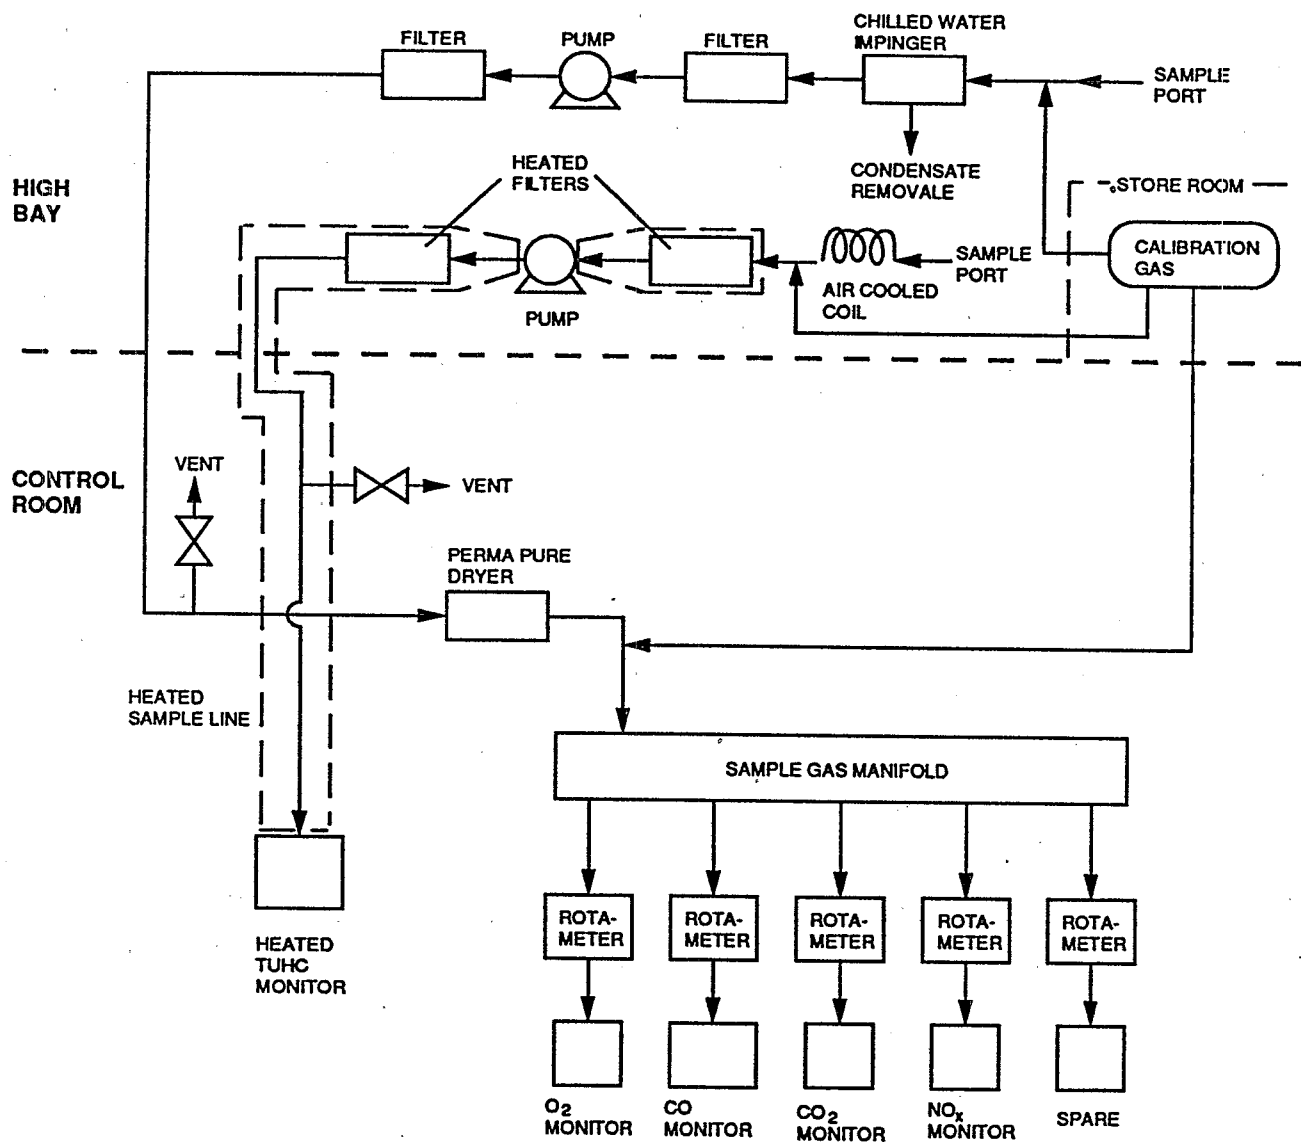 CHILLED WATER
IMPINGER
FILTER
PUMP
FILTER
SAMPLE
PORT
CONDENSATE
REMOVALE
HEATED
FILTERS
HIGH
BAY
STORE ROOM
CALIBRATION
GAS
SAMPLE
PORT
AIR COOLED
COIL
PUMP
CONTROL
ROOM
VENT
VENT
PERMA PURE
DRYER
HEATED
SAMPLE LINE
SAMPLE GAS MANIFOLD
ROTA-
METER
ROTA-
METER
ROTA-
METER
ROTA-
METER
ROTA-
METER
HEATED
TUHC
MONITOR
O2
MONITOR
CO
MONITOR
CO2
MONITOR
NOx
MONITOR
SPARE